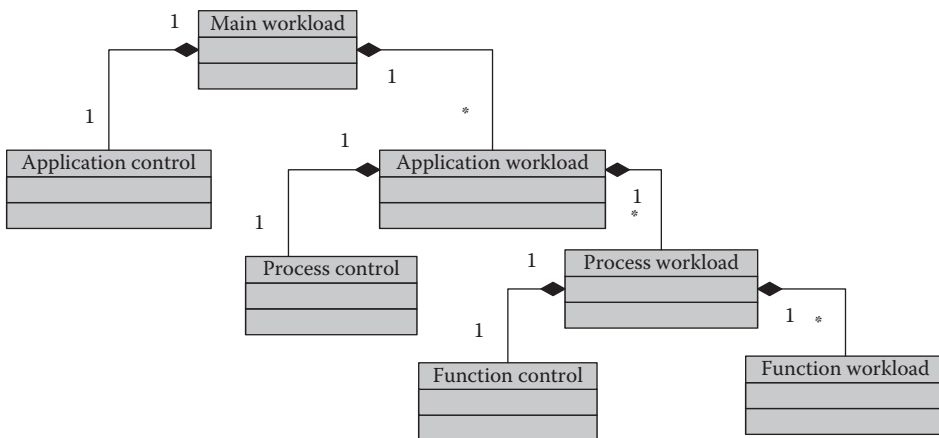 1
Main workload
1
1
*
Application control
1
Application workload
1
*
1
Process control
1
Process workload
1
1
*
Function control
Function workload